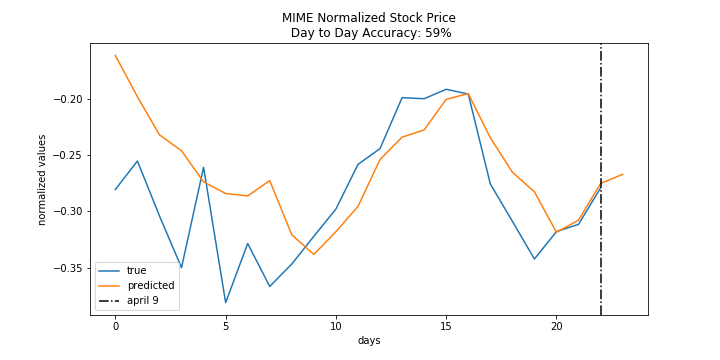 MIME Normalized Stock Price
Day to Day Accuracy: 59%
normalized values
−0.20
−0.25
−0.30
−0.35
true
predicted
april 9
0
5
10
15
20
days